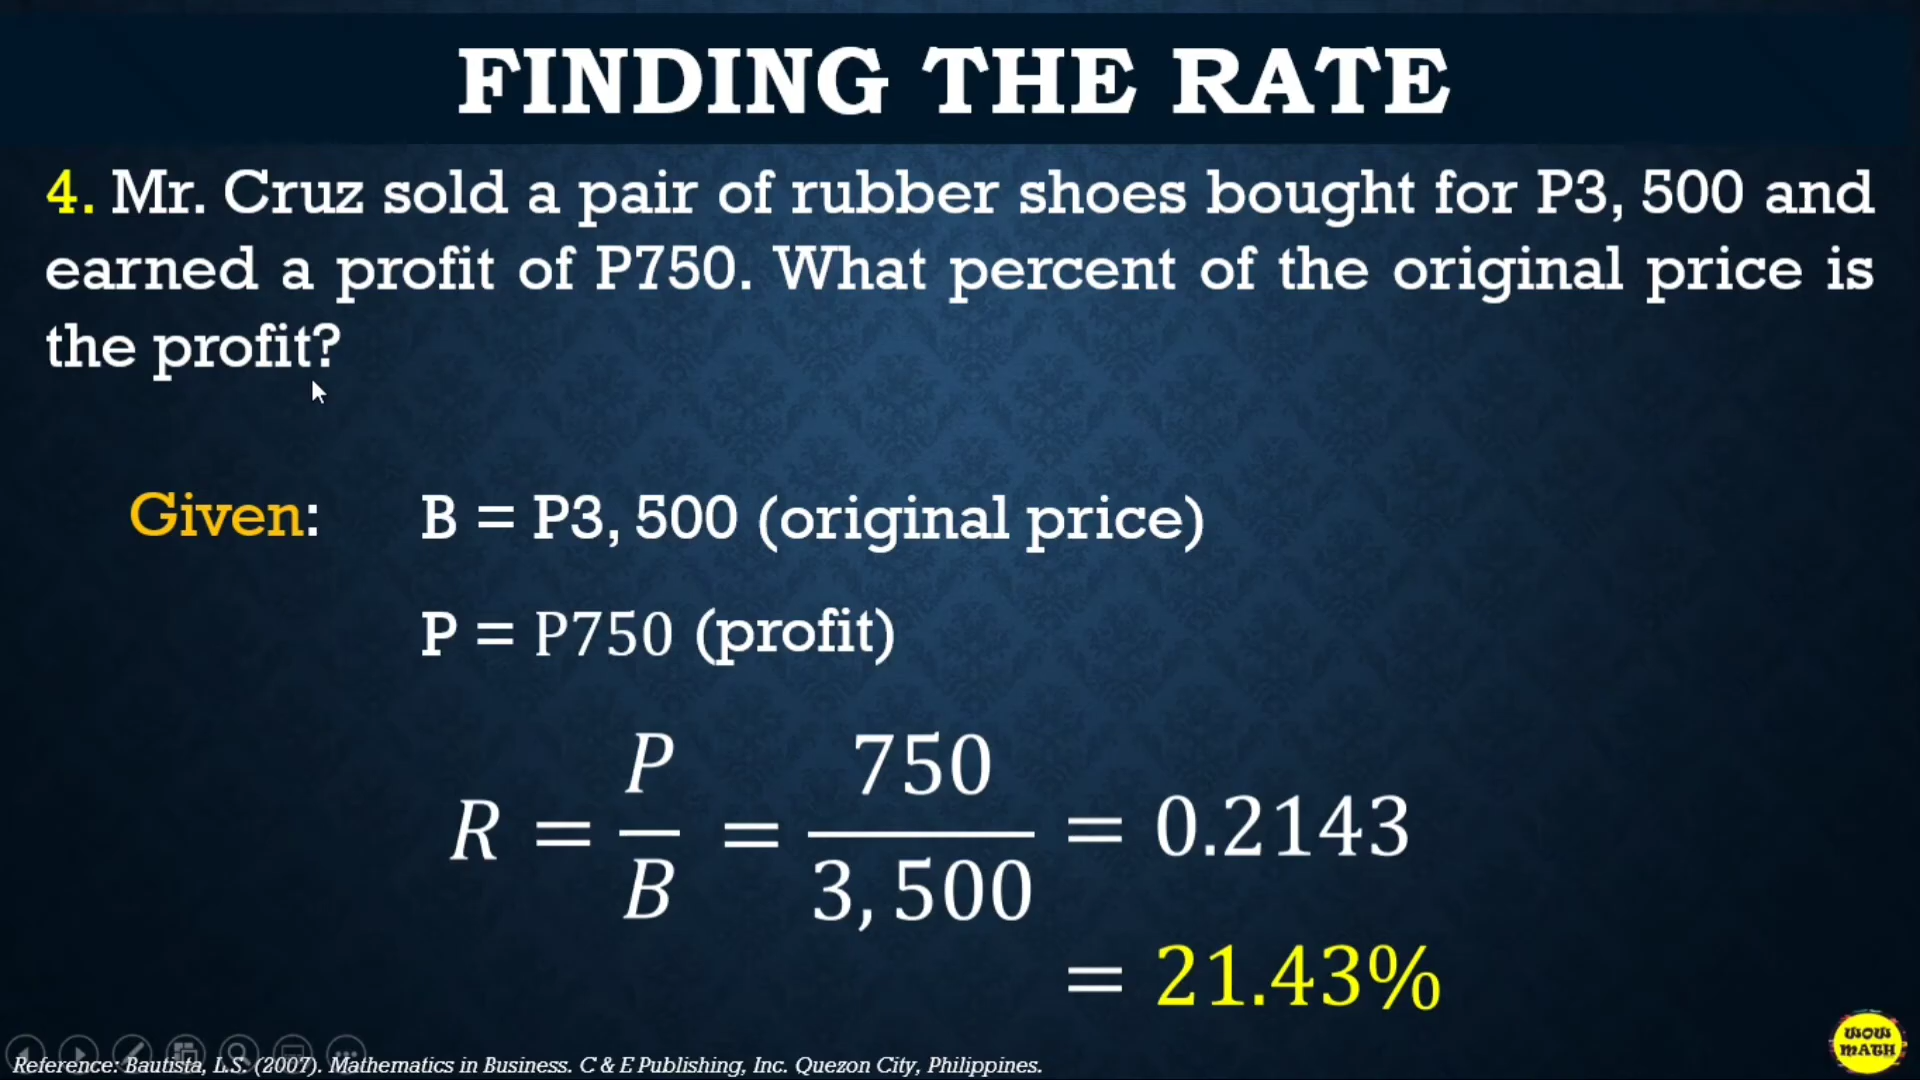 FINDING THE RATE
4. Mr. Cruz sold a pair of rubber shoes bought for P3, 500 and
earned a profit of P750. What percent of the original price is
the profit?
Given: B = P3, 500 (original price)
P = P750 (profit)
R = P/B = 750/3, 500 = 0.2143
= 21.43%
Reference: Bautista, L.S. (2007). Mathematics in Business. C & E Publishing, Inc. Quezon City, Philippines.
WOW
MATH